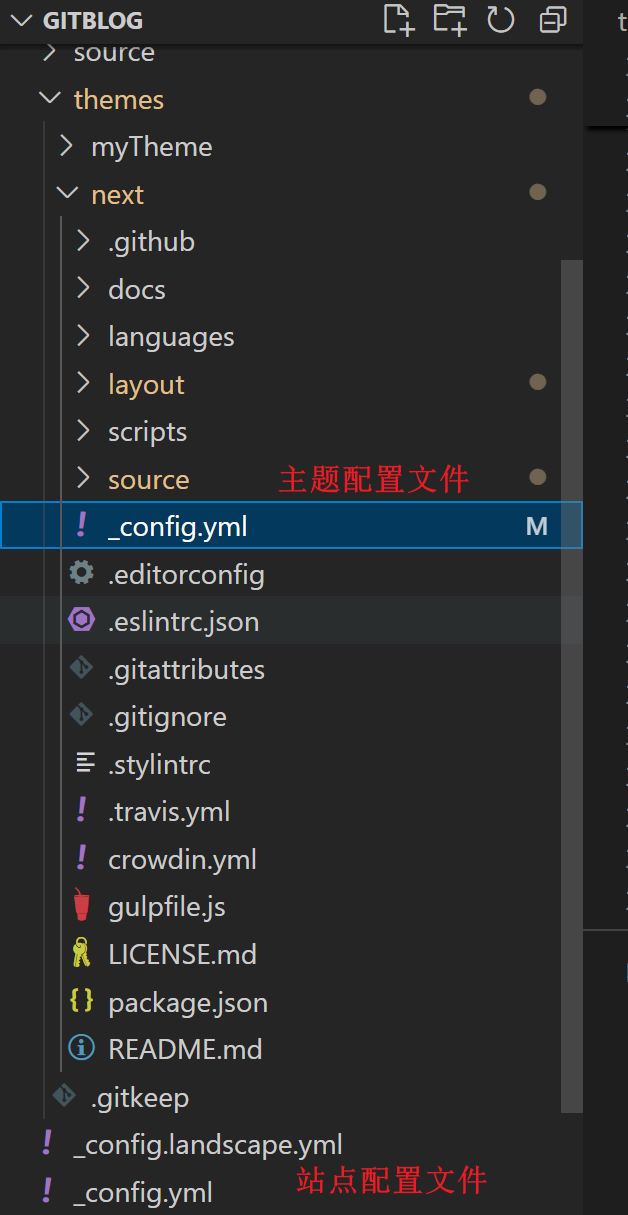 GITBLOG
source
themes
myTheme
next
.github
docs
languages
layout
scripts
source
主题配置文件
_config.yml M
.editorconfig
.eslintrc.json
.gitattributes
.gitignore
.stylintrc
.travis.yml
crowdin.yml
gulpfile.js
LICENSE.md
package.json
README.md
.gitkeep
_config.landscape.yml
站点配置文件
_config.yml